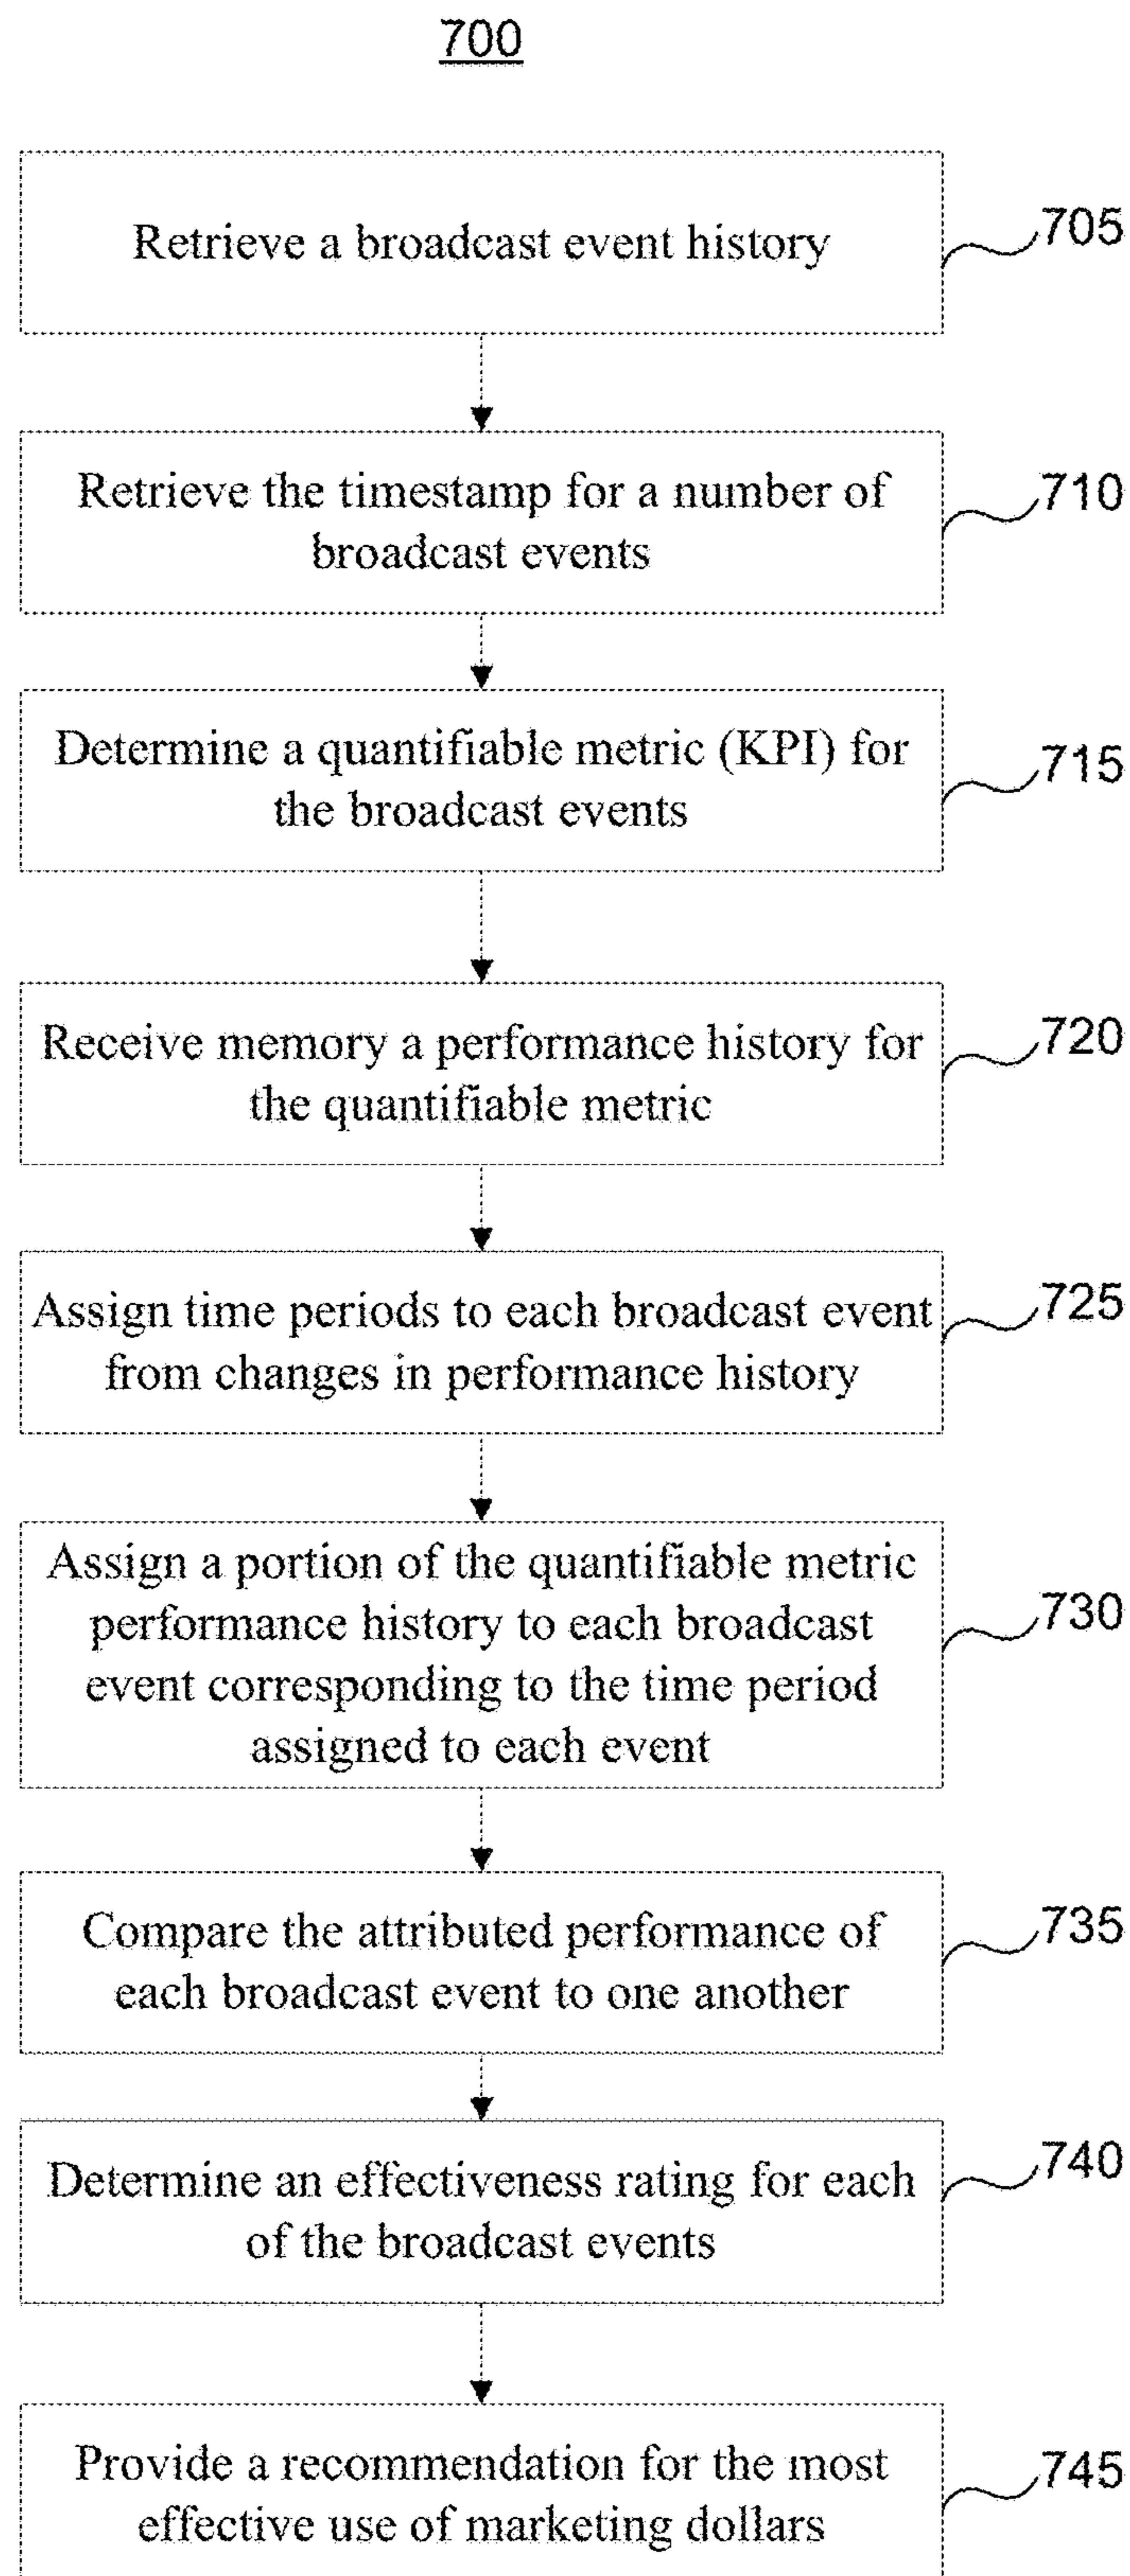 700
Retrieve a broadcast event history
705
Retrieve the timestamp for a number of
broadcast events
710
Determine a quantifiable metric (KPI) for
the broadcast events
715
Receive memory a performance history for
the quantifiable metric
720
Assign time periods to each broadcast event
from changes in performance history
725
Assign a portion of the quantifiable metric
performance history to each broadcast
event corresponding to the time period
assigned to each event
730
Compare the attributed performance of
each broadcast event to one another
735
Determine an effectiveness rating for each
of the broadcast events
740
Provide a recommendation for the most
effective use of marketing dollars
745